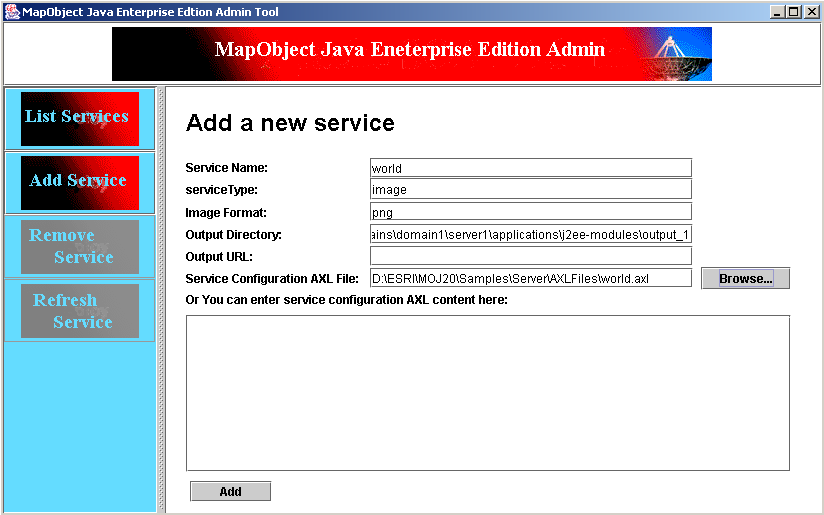 MapObject Java Enterprise Edtion Admin Tool
MapObject Java Eneterprise Edition Admin
List Services
Add Service
Remove
Service
Refresh
Service
Add a new service
Service Name: world
serviceType: image
Image Format: png
Output Directory: ains\domain1\server1\applications\j2ee-modules\output_1
Output URL:
Service Configuration AXL File: D:\ESRI\MOJ20\Samples\Server\AXLFiles\world.axl Browse...
Or You can enter service configuration AXL content here:
Add